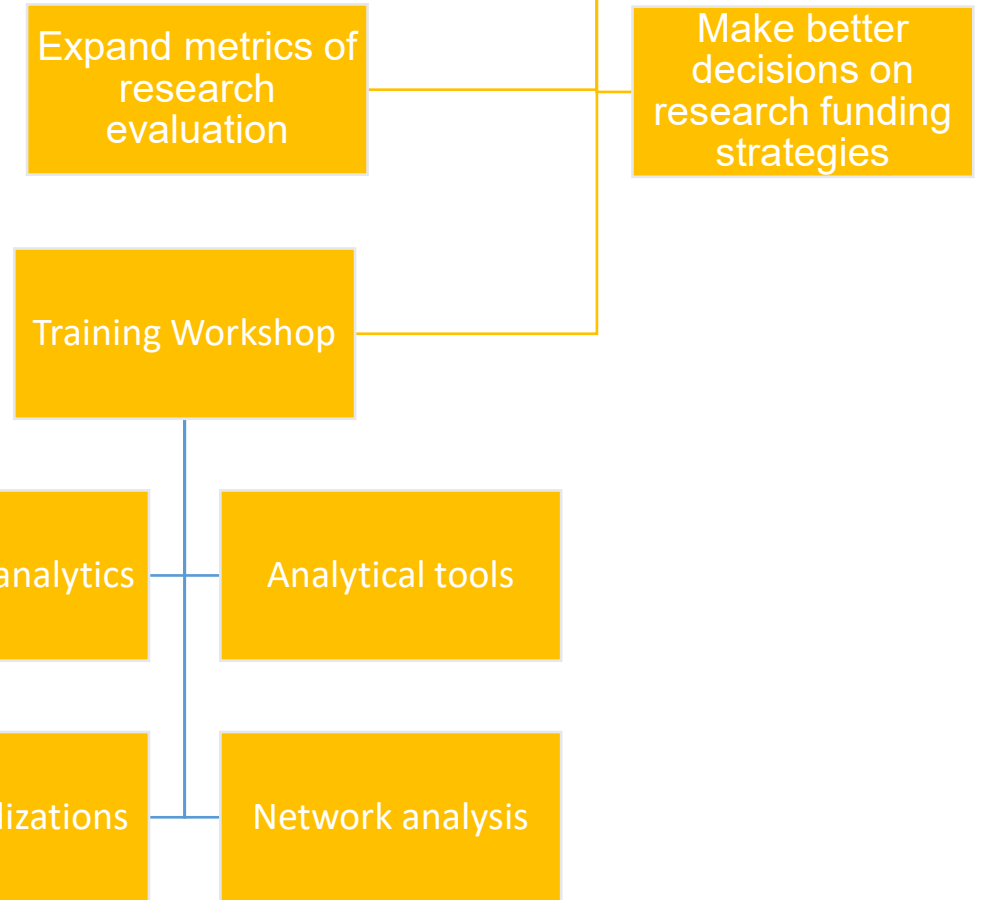 Expand metrics of
research
evaluation
Make better
decisions on
research funding
strategies
Training Workshop
analytics
Analytical tools
Network analysis